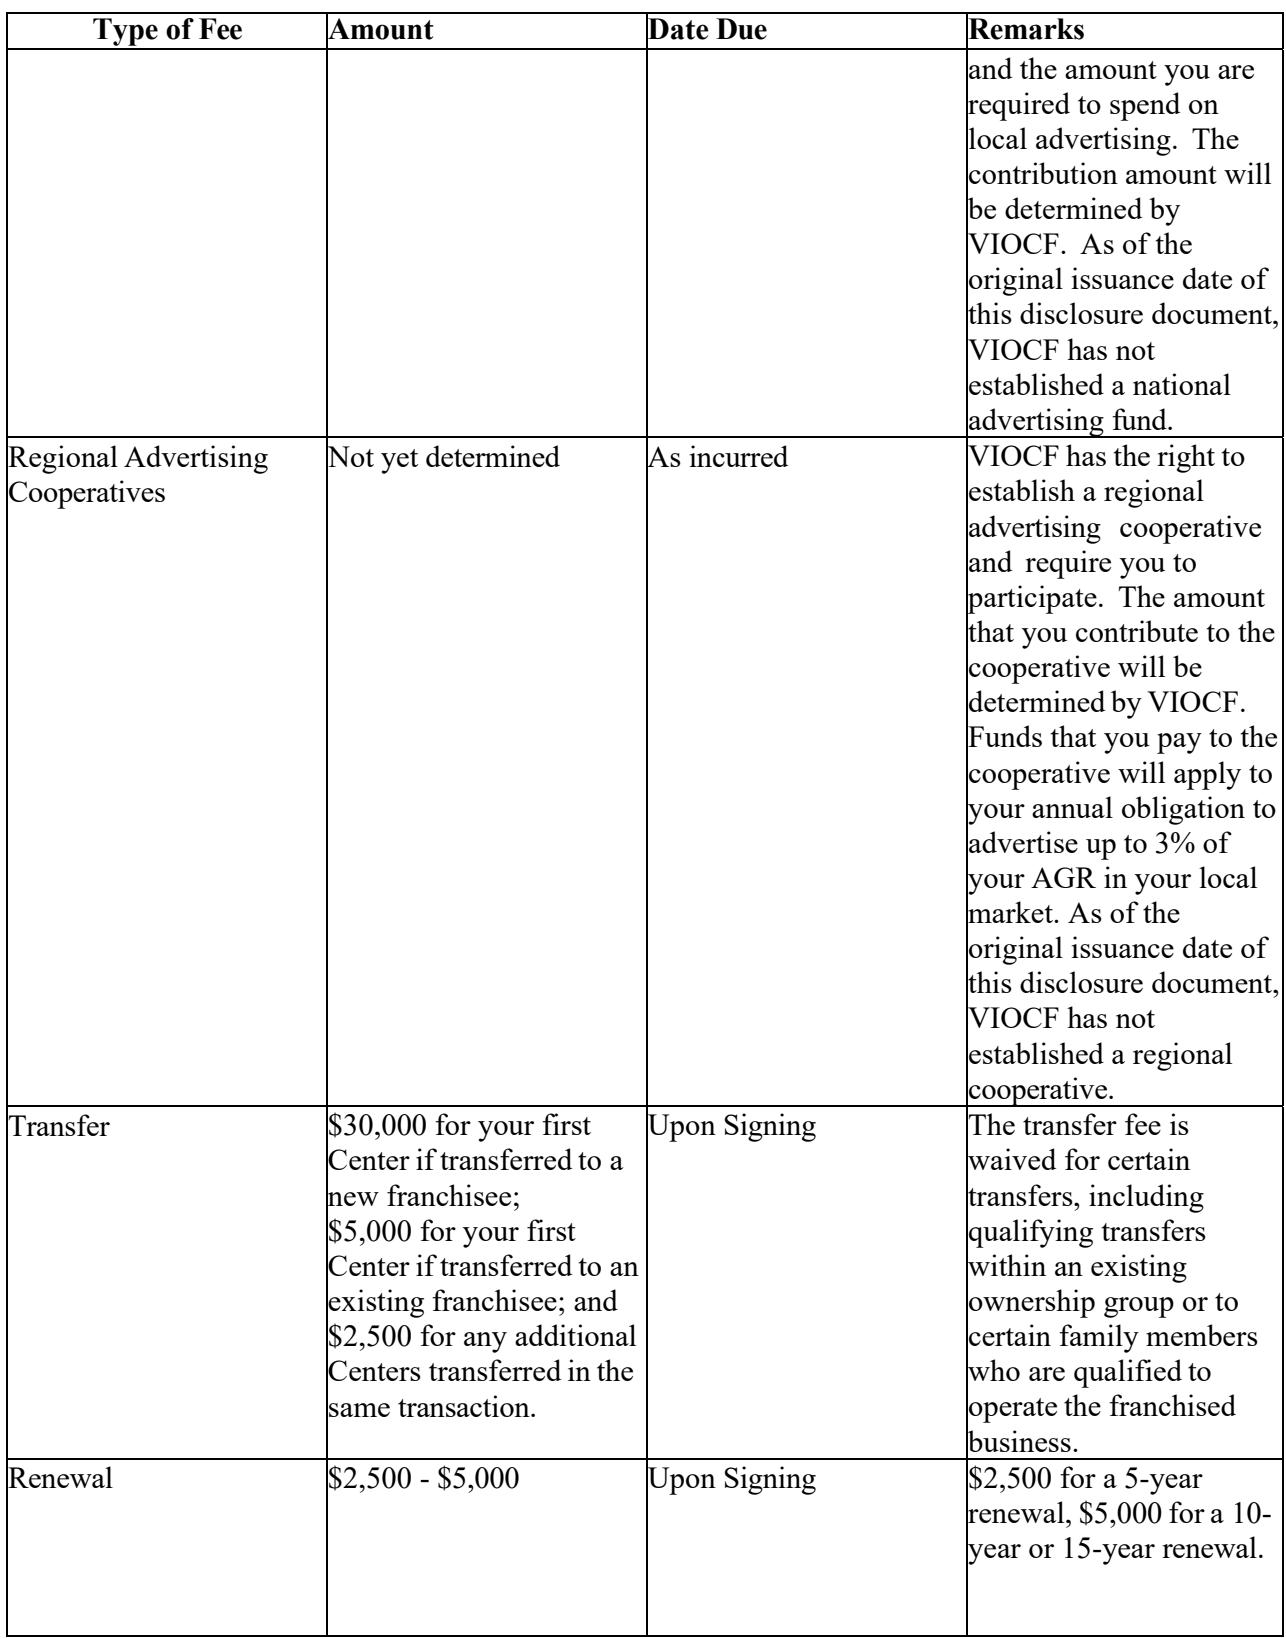 Type of Fee Amount Date Due Remarks
and the amount you are
required to spend on
local advertising. The
contribution amount will
be determined by
VIOCF. As of the
original issuance date of
this disclosure document,
VIOCF has not
established a national
advertising fund.
Regional Advertising
Cooperatives
Not yet determined
As incurred
VIOCF has the right to
establish a regional
advertising cooperative
and require you to
participate. The amount
that you contribute to the
cooperative will be
determined by VIOCF.
Funds that you pay to the
cooperative will apply to
your annual obligation to
advertise up to 3% of
your AGR in your local
market. As of the
original issuance date of
this disclosure document,
VIOCF has not
established a regional
cooperative.
Transfer
$30,000 for your first
Center if transferred to a
new franchisee;
$5,000 for your first
Center if transferred to an
existing franchisee; and
$2,500 for any additional
Centers transferred in the
same transaction.
Upon Signing
The transfer fee is
waived for certain
transfers, including
qualifying transfers
within an existing
ownership group or to
certain family members
who are qualified to
operate the franchised
business.
Renewal
$2,500 - $5,000
Upon Signing
$2,500 for a 5-year
renewal, $5,000 for a 10-
year or 15-year renewal.